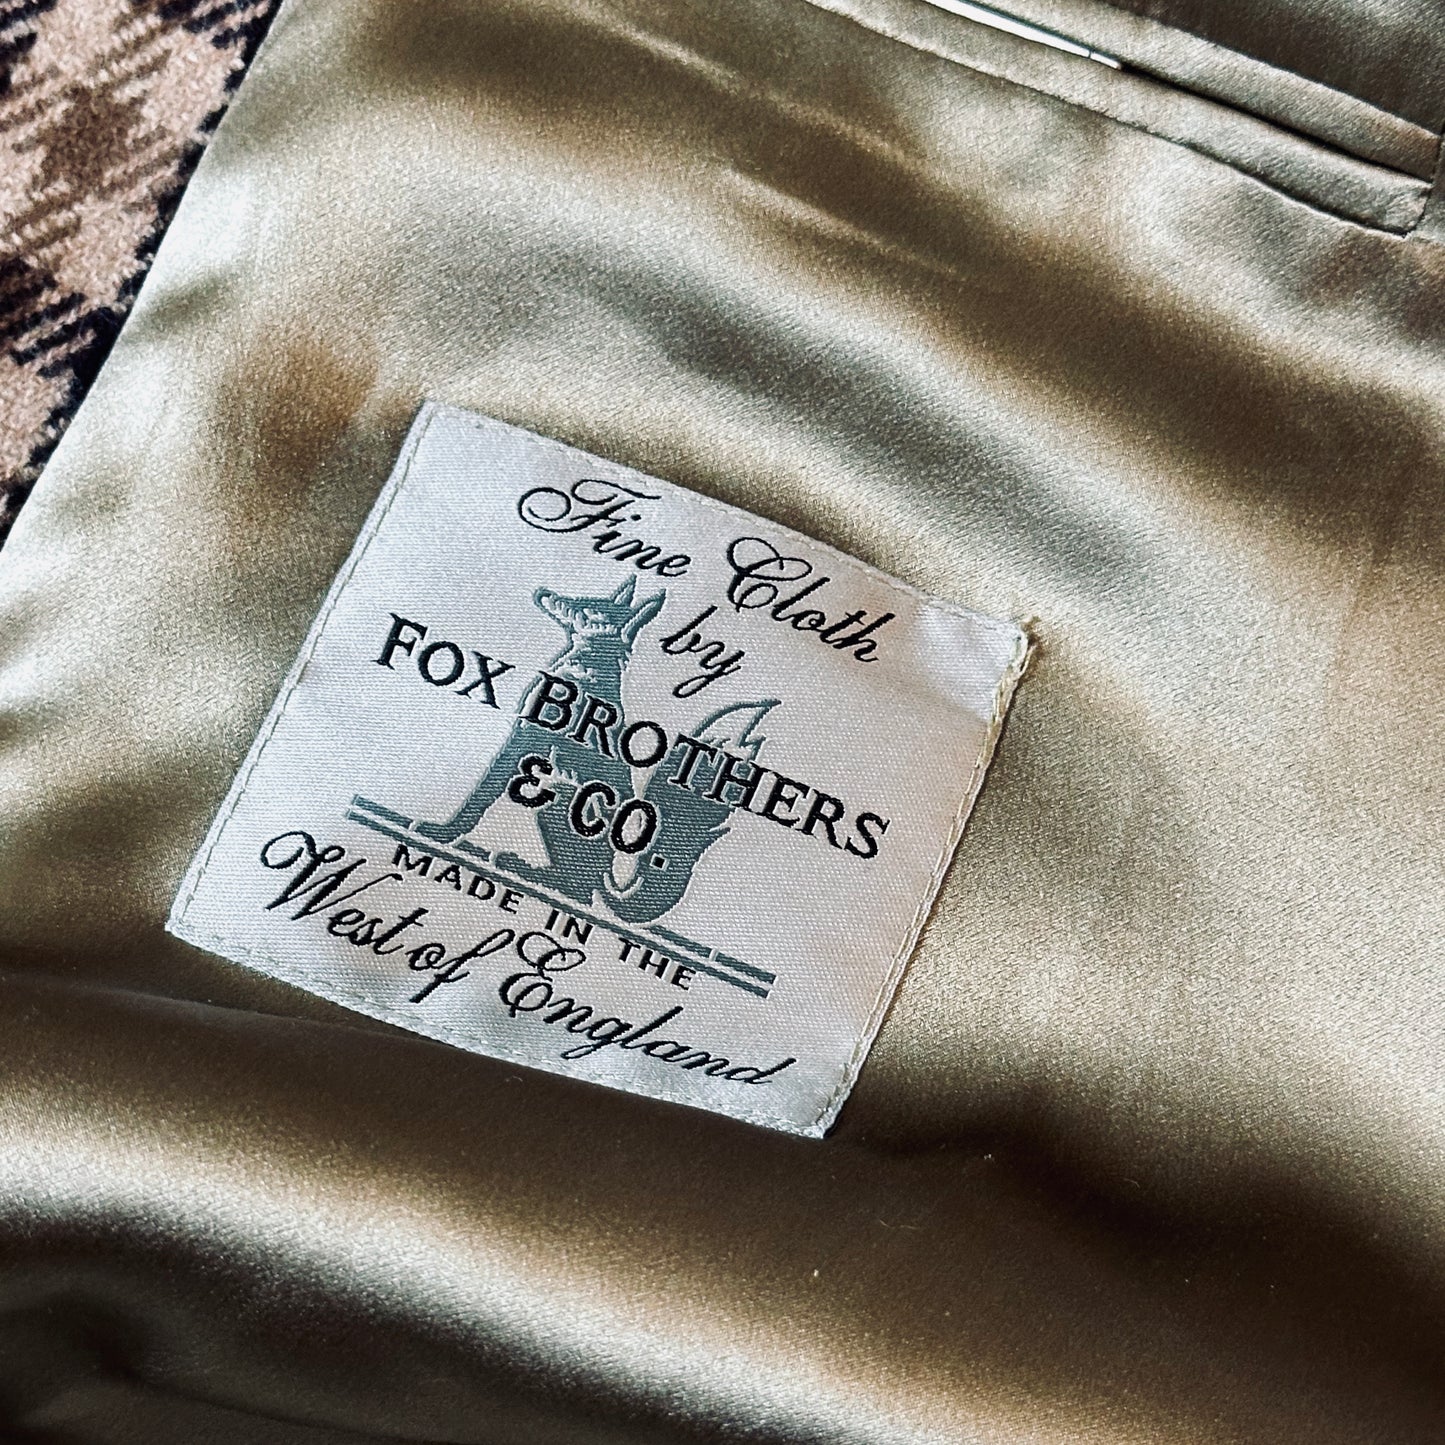 Fine Cloth
by
FOX BROTHERS
& CO.
MADE IN THE
West of England